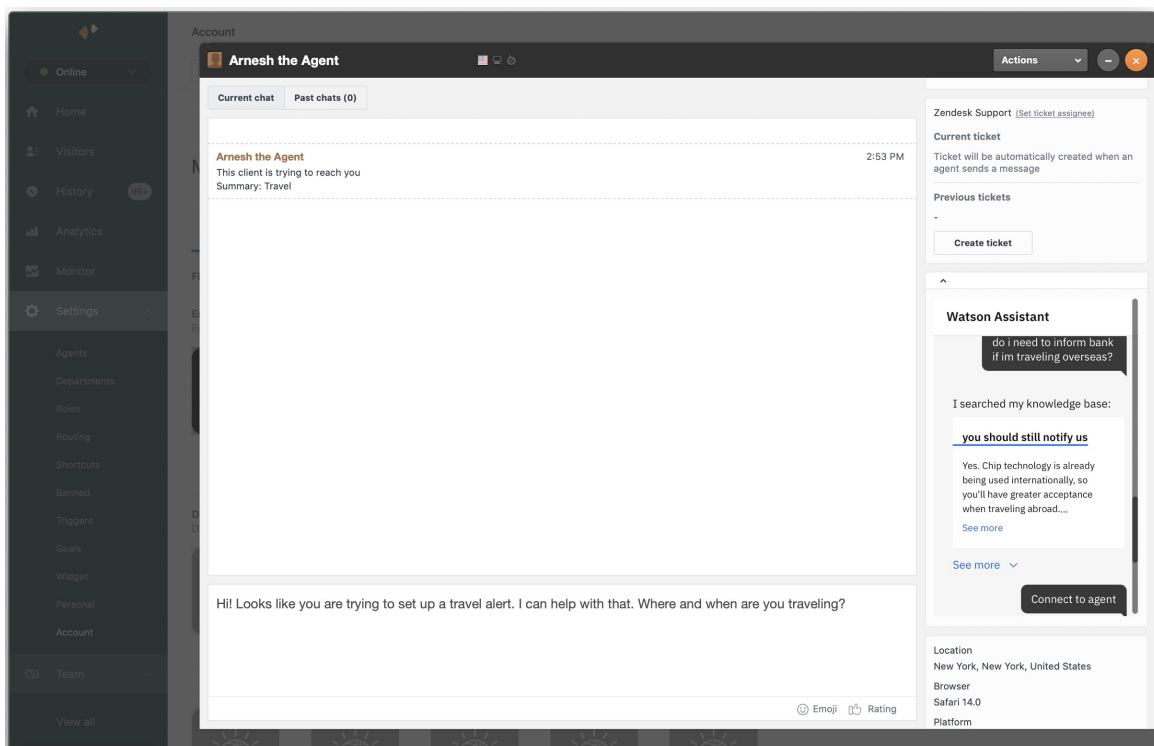 Account
Online
Home
Visitors
History 99+
Analytics
Monitor
Settings
Agents
Departments
Roles
Routing
Shortcuts
Banned
Triggers
Goals
Widget
Personal
Account
Team
View all
Arnesh the Agent
Actions
Current chat Past chats (0)
Arnesh the Agent 2:53 PM
This client is trying to reach you
Summary: Travel
Hi! Looks like you are trying to set up a travel alert. I can help with that. Where and when are you traveling?
Emoji Rating
Zendesk Support (Set ticket assignee)
Current ticket
Ticket will be automatically created when an
agent sends a message
Previous tickets
-
Create ticket
Watson Assistant
do i need to inform bank
if im traveling overseas?
I searched my knowledge base:
you should still notify us
Yes. Chip technology is already
being used internationally, so
you'll have greater acceptance
when traveling abroad....
See more
See more
Connect to agent
Location
New York, New York, United States
Browser
Safari 14.0
Platform